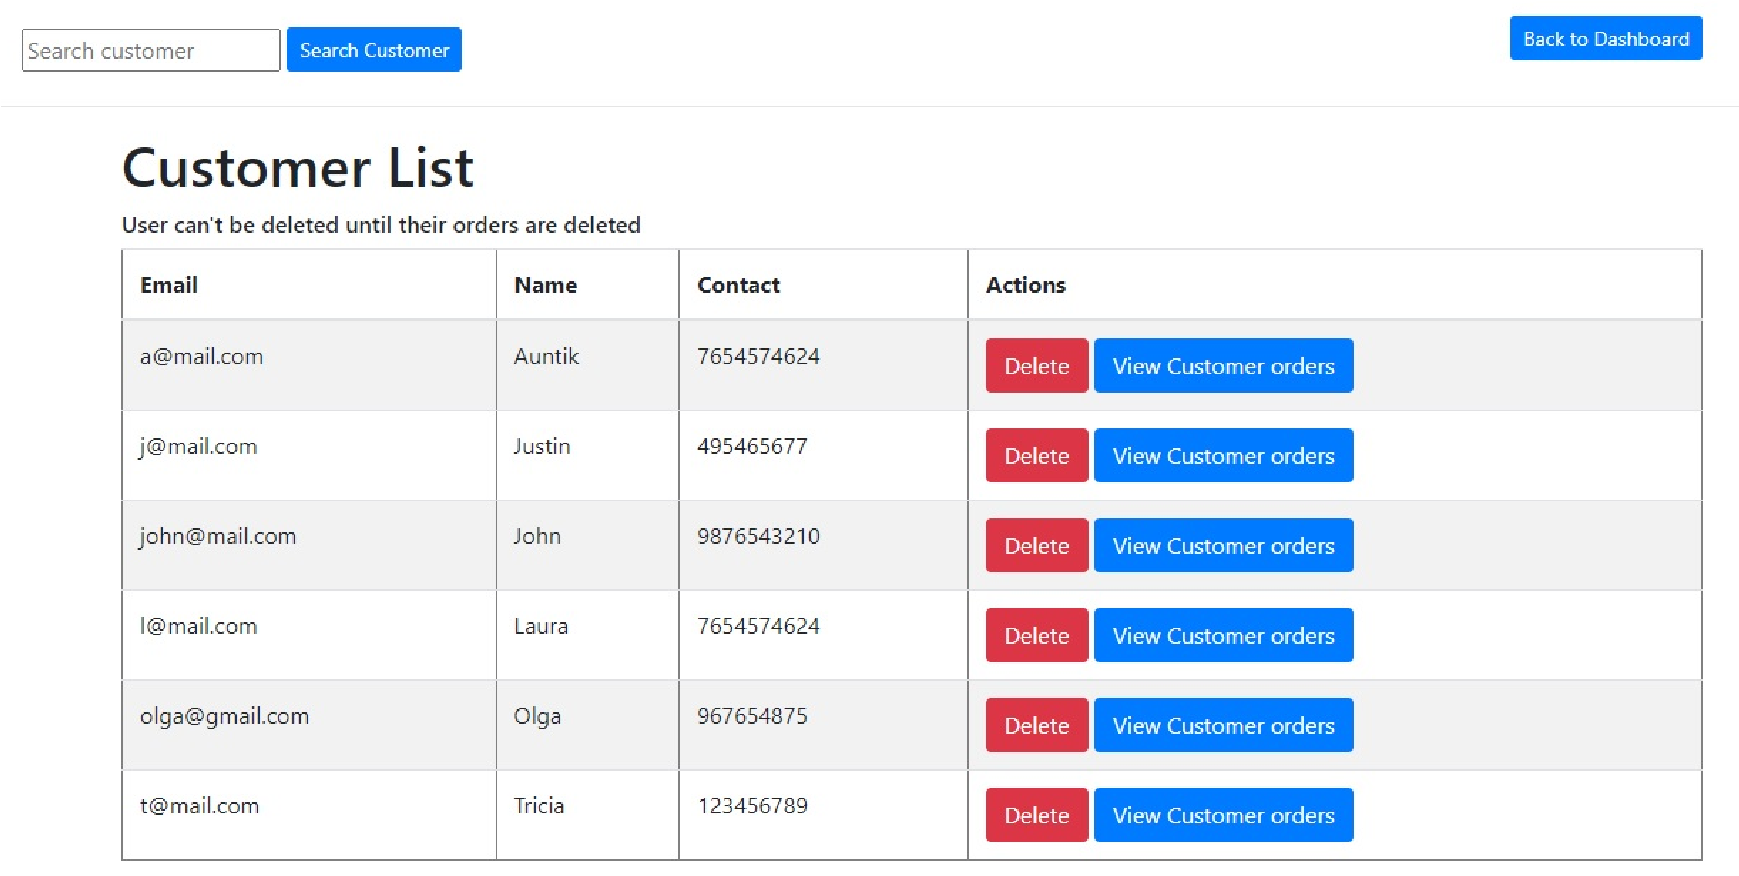 Search customer Search Customer Back to Dashboard
Customer List
User can't be deleted until their orders are deleted
Email Name Contact Actions
a@mail.com Auntik 7654574624 Delete View Customer orders
j@mail.com Justin 495465677 Delete View Customer orders
john@mail.com John 9876543210 Delete View Customer orders
l@mail.com Laura 7654574624 Delete View Customer orders
olga@gmail.com Olga 967654875 Delete View Customer orders
t@mail.com Tricia 123456789 Delete View Customer orders